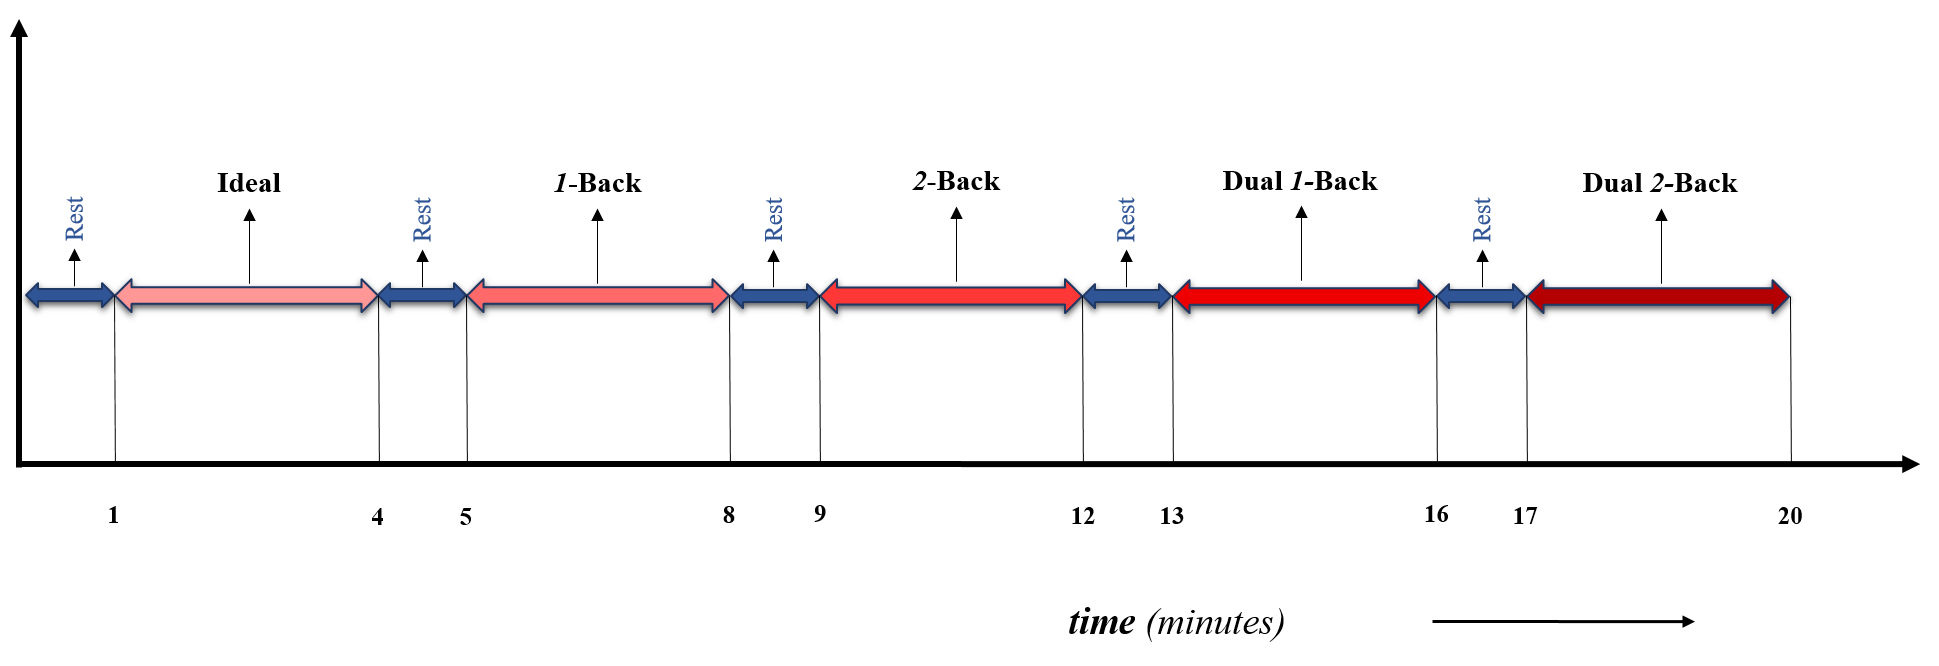 Rest
Ideal
Rest
1-Back
Rest
2-Back
Rest
Dual 1-Back
Rest
Dual 2-Back
1 4 5 8 9 12 13 16 17 20
time (minutes)